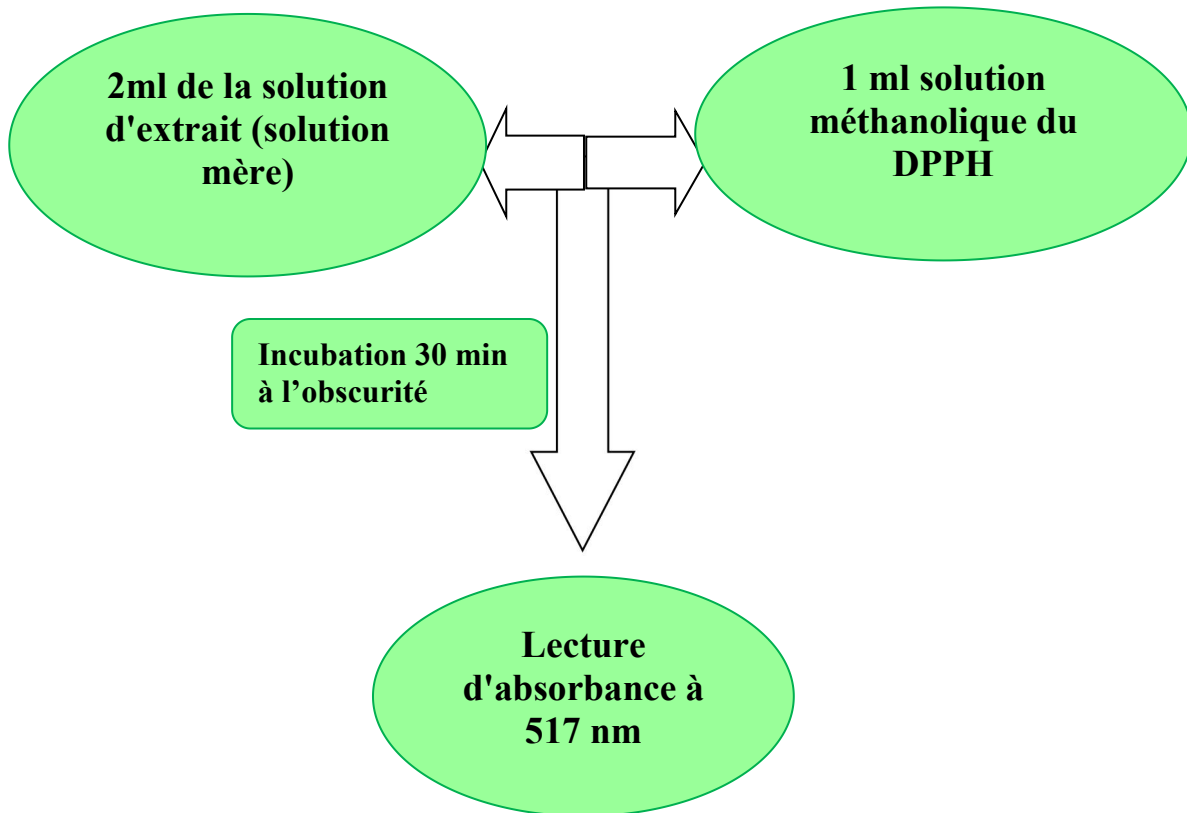 2ml de la solution
d'extrait (solution
mère)
1 ml solution
méthanolique du
DPPH
Incubation 30 min
à l’obscurité
Lecture
d'absorbance à
517 nm